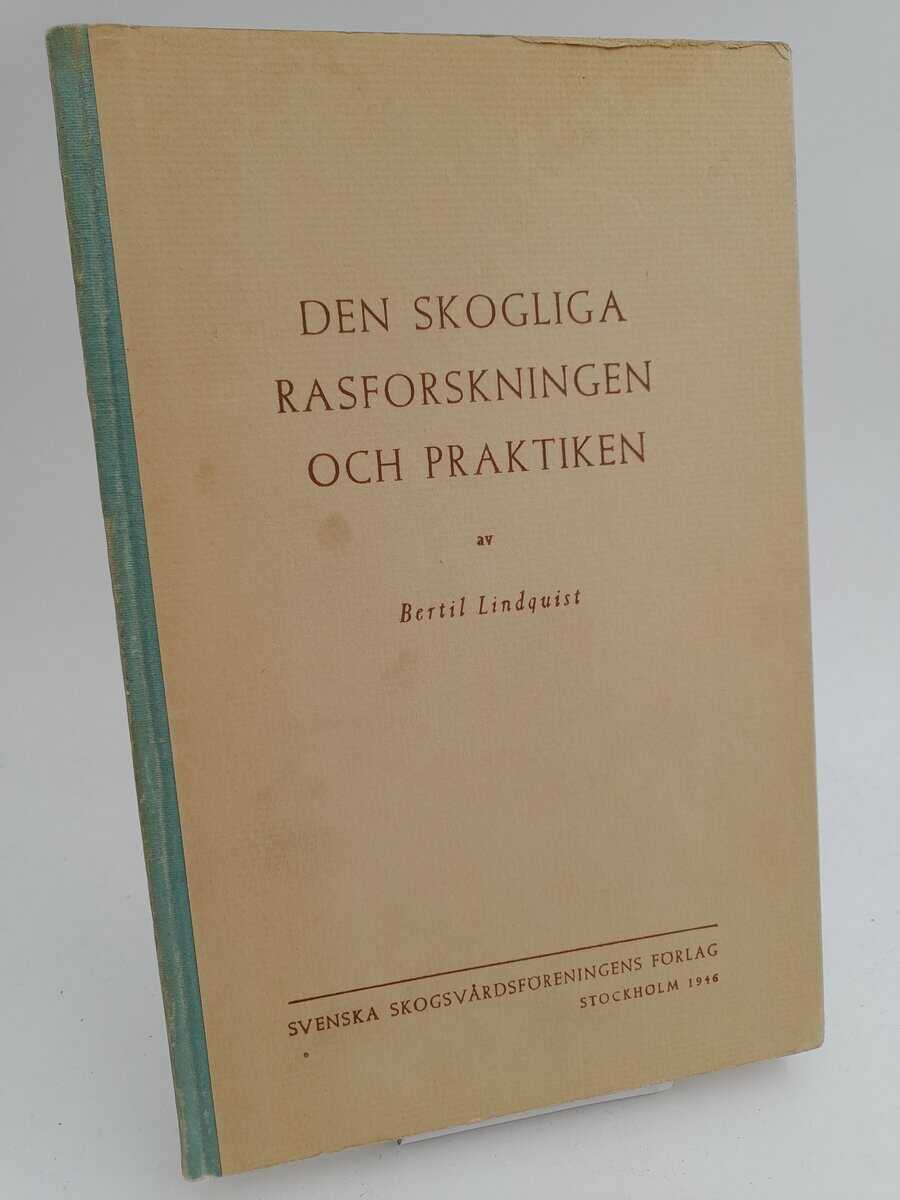 DEN SKOGLIGA
RASFORSKNINGEN
OCH PRAKTIKEN
av
Bertil Lindquist
SVENSKA SKOGSVÅRDSFÖRENINGENS FÖRLAG
STOCKHOLM 1946